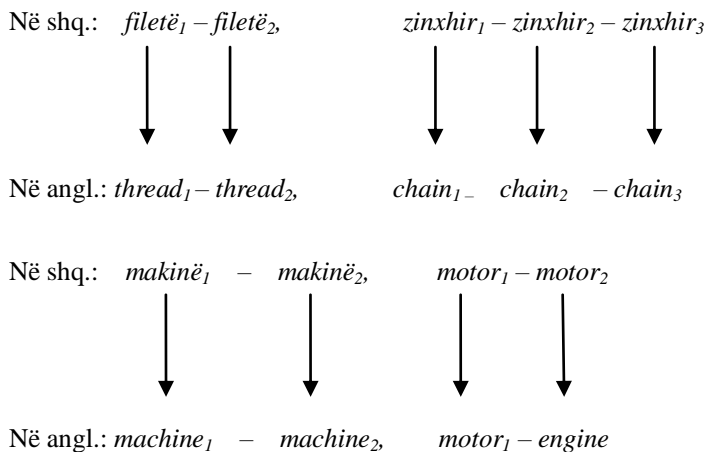 Në shq.: filetë₁ – filetë₂, zinxhir₁ – zinxhir₂ – zinxhir₃
Në angl.: thread₁ – thread₂, chain₁ – chain₂ – chain₃
Në shq.: makinë₁ – makinë₂, motor₁ – motor₂
Në angl.: machine₁ – machine₂, motor₁ – engine